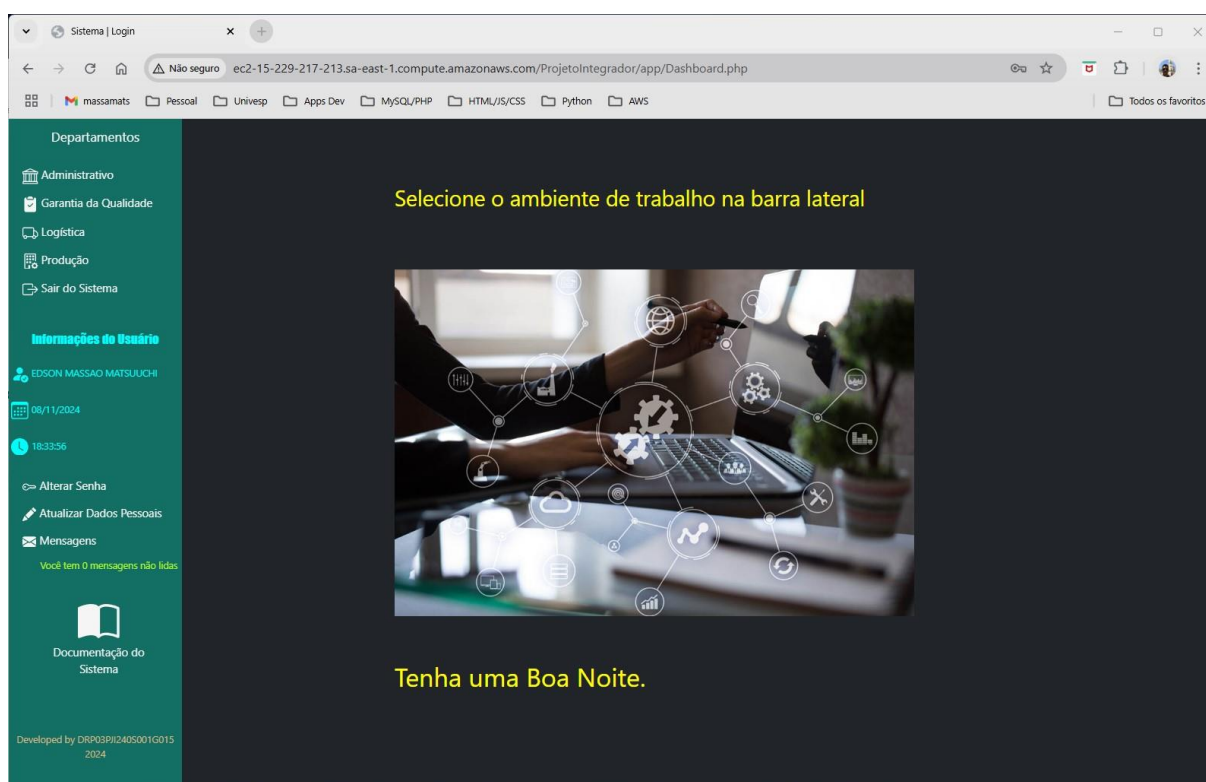 Sistema | Login
Não seguro
ec2-15-229-217-213.sa-east-1.compute.amazonaws.com/ProjetoIntegrador/app/Dashboard.php
massamats
Pessoal
Univesp
Apps Dev
MySQL/PHP
HTML/JS/CSS
Python
AWS
Todos os favoritos
Departamentos
Administrativo
Garantia da Qualidade
Logística
Produção
Sair do Sistema
Informações do Usuário
EDSON MASSAO MATSUUCHI
08/11/2024
18:33:56
Alterar Senha
Atualizar Dados Pessoais
Mensagens
Você tem 0 mensagens não lidas
Documentação do
Sistema
Developed by DRP03PJI240S001G015
2024
Selecione o ambiente de trabalho na barra lateral
Tenha uma Boa Noite.